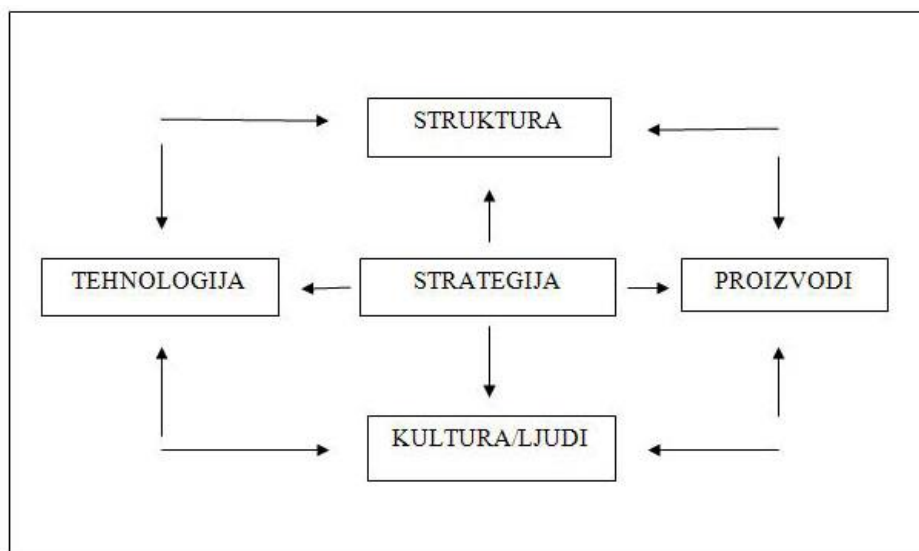 STRUKTURA
TEHNOLOGIJA
STRATEGIJA
PROIZVODI
KULTURA/LJUDI